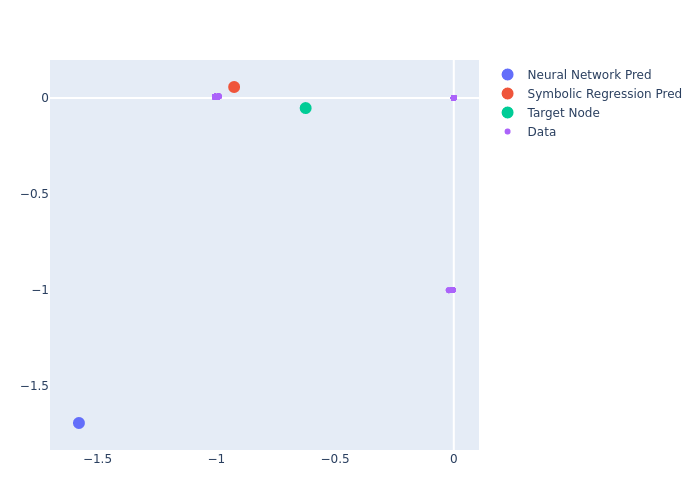 Neural Network Pred
Symbolic Regression Pred
Target Node
Data
0
−0.5
−1
−1.5
−1.5
−1
−0.5
0